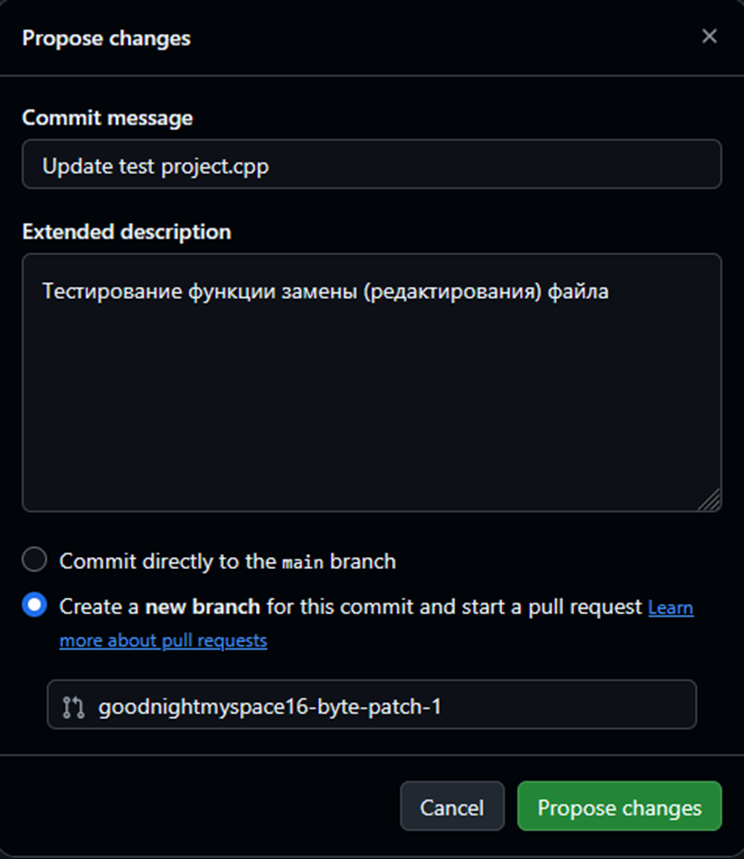 Propose changes
Commit message
Update test project.cpp
Extended description
Тестирование функции замены (редактирования) файла
Commit directly to the main branch
Create a new branch for this commit and start a pull request Learn
more about pull requests
goodnightmyspace16-byte-patch-1
Cancel Propose changes